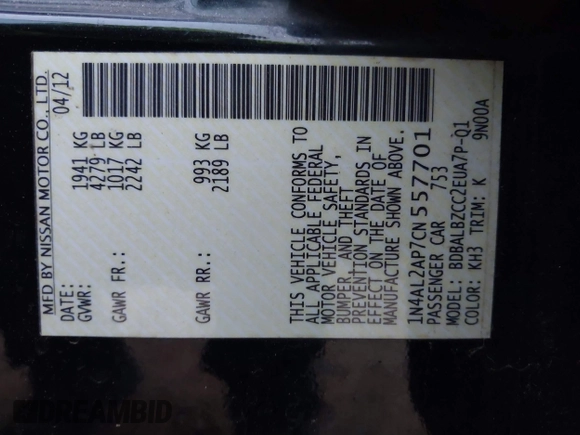 MFD BY NISSAN MOTOR CO., LTD.
DATE: 04/12
GVWR: 1941 KG
4279 LB
GAWR FR.: 1017 KG
2242 LB
GAWR RR.: 993 KG
2189 LB
THIS VEHICLE CONFORMS TO
ALL APPLICABLE FEDERAL
MOTOR VEHICLE SAFETY,
BUMPER, AND THEFT
PREVENTION STANDARDS IN
EFFECT ON THE DATE OF
MANUFACTURE SHOWN ABOVE.
1N4AL2AP7CN557701
PASSENGER CAR 753
MODEL: BDBALBZCC2EUA7P-Q1
COLOR: KH3 TRIM: K 9N00A
DREAMBID